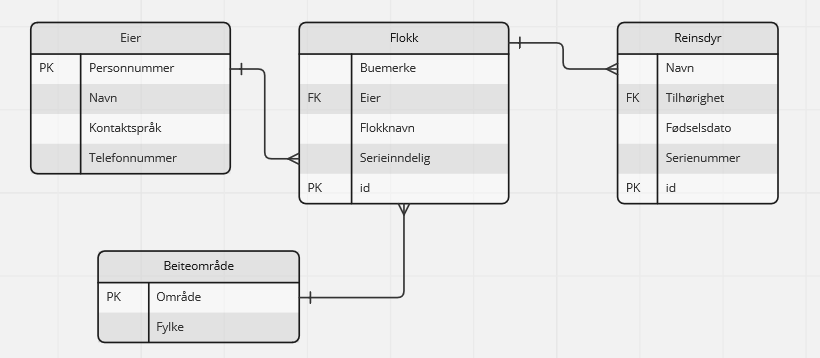 Eier
PK Personnummer
Navn
Kontaktspråk
Telefonnummer
Flokk
Buemerke
FK Eier
Flokknavn
Serieinndelig
PK id
Reinsdyr
Navn
FK Tilhørighet
Fødselsdato
Serienummer
PK id
Beiteområde
PK Område
Fylke